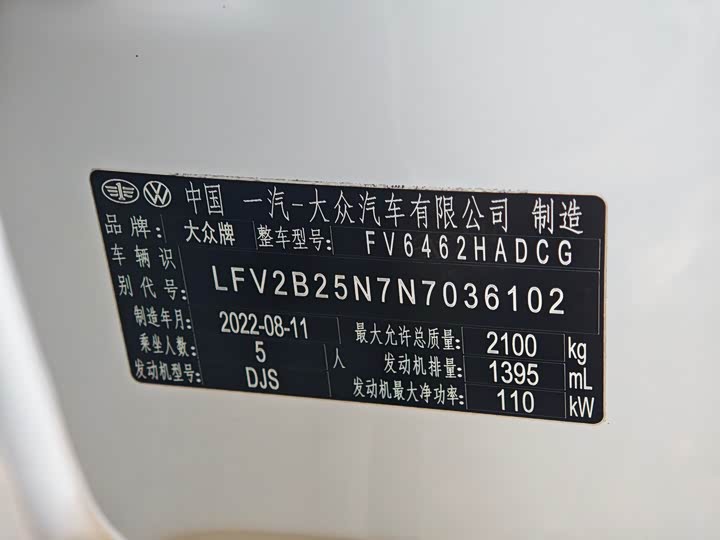 中国 一汽-大众汽车有限公司 制造
品牌: 大众牌 整车型号: FV6462HADCG
车辆识别代号: LFV2B25N7N7036102
制造年月: 2022-08-11 最大允许总质量: 2100 kg
乘坐人数: 5 人 发动机排量: 1395 mL
发动机型号: DJS 发动机最大净功率: 110 kW